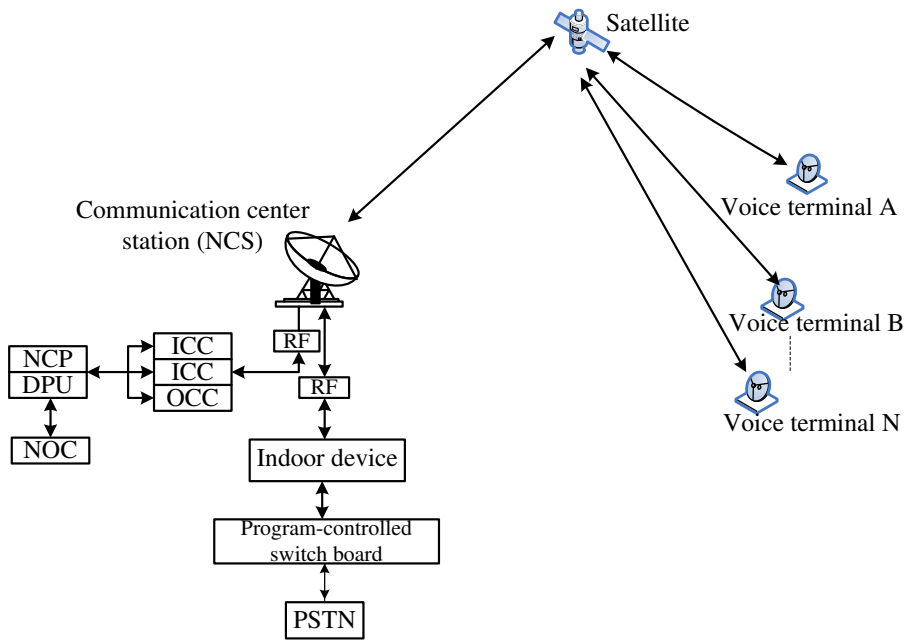 Satellite
Voice terminal A
Communication center
station (NCS)
Voice terminal B
RF
ICC
NCP
ICC
DPU
RF
OCC
Voice terminal N
NOC
Indoor device
Program-controlled
switch board
PSTN